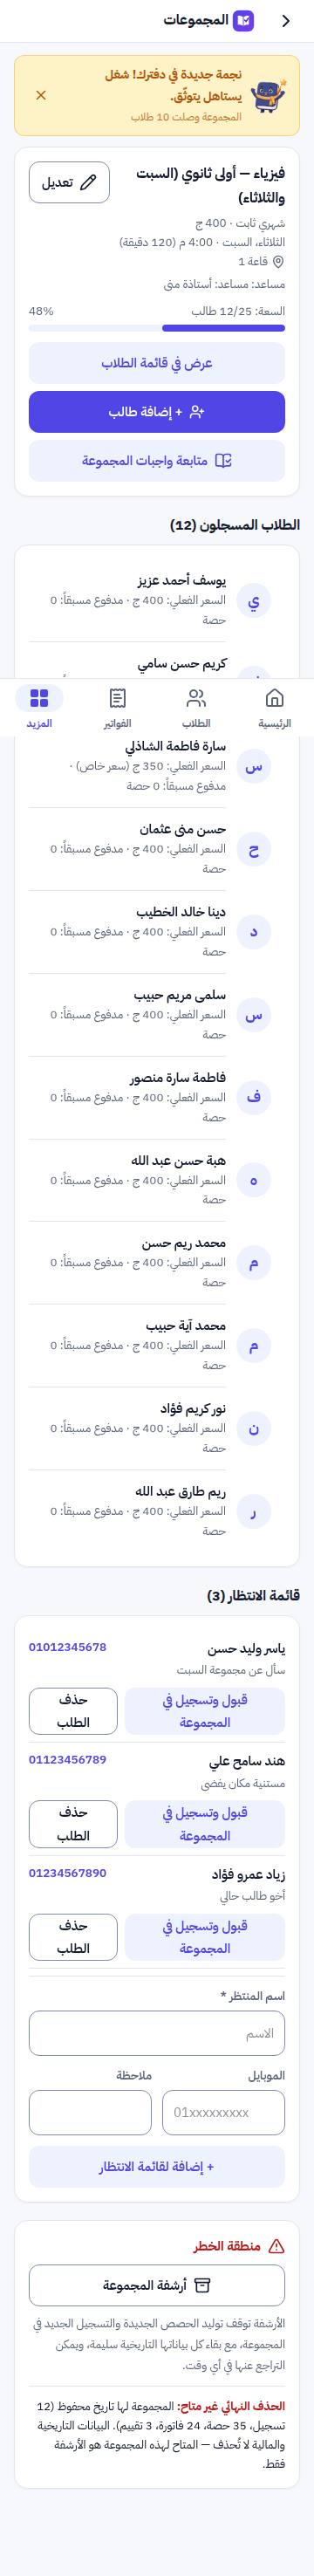 المجموعات
نجمة جديدة في دفترك! شغل
يستاهل يتوثّق.
المجموعة وصلت 10 طلاب
فيزياء — أولى ثانوي (السبت
والثلاثاء)
تعديل
شهري ثابت · 400 ج
الثلاثاء، السبت · 4:00 م (120 دقيقة)
قاعة 1
مساعد: مساعد: أستاذة منى
السعة: 12/25 طالب
48%
عرض في قائمة الطلاب
+ إضافة طالب
متابعة واجبات المجموعة
الطلاب المسجلون (12)
ي
يوسف أحمد عزيز
السعر الفعلي: 400 ج · مدفوع مسبقاً: 0
حصة
كريم حسن سامي
الرئيسية
الطلاب
الفواتير
المزيد
س
سارة فاطمة الشاذلي
السعر الفعلي: 350 ج (سعر خاص) ·
مدفوع مسبقاً: 0 حصة
ح
حسن منى عثمان
السعر الفعلي: 400 ج · مدفوع مسبقاً: 0
حصة
د
دينا خالد الخطيب
السعر الفعلي: 400 ج · مدفوع مسبقاً: 0
حصة
س
سلمى مريم حبيب
السعر الفعلي: 400 ج · مدفوع مسبقاً: 0
حصة
ف
فاطمة سارة منصور
السعر الفعلي: 400 ج · مدفوع مسبقاً: 0
حصة
ه
هبة حسن عبد الله
السعر الفعلي: 400 ج · مدفوع مسبقاً: 0
حصة
م
محمد ريم حسن
السعر الفعلي: 400 ج · مدفوع مسبقاً: 0
حصة
م
محمد آية حبيب
السعر الفعلي: 400 ج · مدفوع مسبقاً: 0
حصة
ن
نور كريم فؤاد
السعر الفعلي: 400 ج · مدفوع مسبقاً: 0
حصة
ر
ريم طارق عبد الله
السعر الفعلي: 400 ج · مدفوع مسبقاً: 0
حصة
قائمة الانتظار (3)
ياسر وليد حسن
01012345678
سأل عن مجموعة السبت
قبول وتسجيل في
المجموعة
حذف
الطلب
هند سامح علي
01123456789
مستنية مكان يفضى
قبول وتسجيل في
المجموعة
حذف
الطلب
زياد عمرو فؤاد
01234567890
أخو طالب حالي
قبول وتسجيل في
المجموعة
حذف
الطلب
اسم المنتظر *
الاسم
الموبايل
ملاحظة
01xxxxxxxxx
+ إضافة لقائمة الانتظار
منطقة الخطر
أرشفة المجموعة
الأرشفة توقف توليد الحصص الجديدة والتسجيل الجديد في
المجموعة، مع بقاء كل بياناتها التاريخية سليمة، ويمكن
التراجع عنها في أي وقت.
الحذف النهائي غير متاح: المجموعة لها تاريخ محفوظ (12
تسجيل، 35 حصة، 24 فاتورة، 3 تقييم). البيانات التاريخية
والمالية لا تُحذف — المتاح لهذه المجموعة هو الأرشفة
فقط.